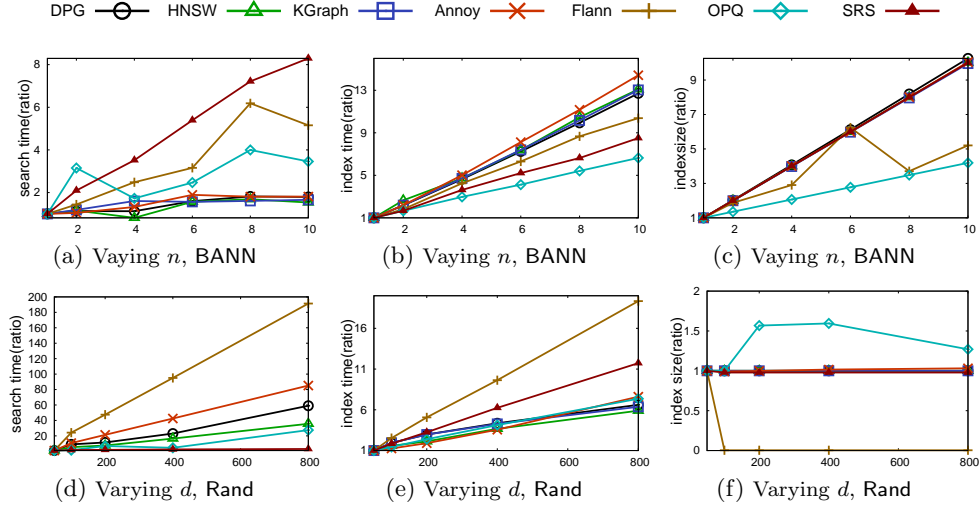 DPG HNSW KGraph Annoy Flann OPQ SRS
search time(ratio)
8
6
4
2
2 4 6 8 10
(a) Vaying n, BANN
index time(ratio)
13
9
5
1
2 4 6 8 10
(b) Vaying n, BANN
indexsize(ratio)
9
7
5
3
1
2 4 6 8 10
(c) Vaying n, BANN
search time(ratio)
200
180
160
140
120
100
80
60
40
20
200 400 600 800
(d) Varying d, Rand
index time(ratio)
16
11
6
1
200 400 600 800
(e) Varying d, Rand
index size(ratio)
2
1.5
1
0.5
0
200 400 600 800
(f) Varying d, Rand